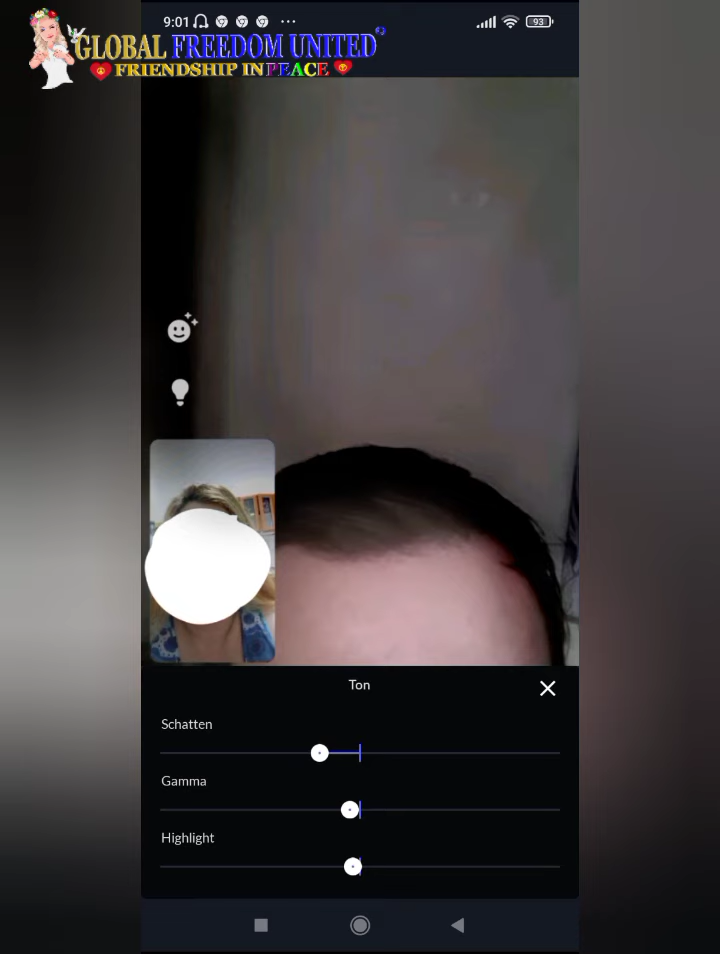 9:01
93
GLOBAL FREEDOM UNITED
FRIENDSHIP IN PEACE
Ton
Schatten
Gamma
Highlight